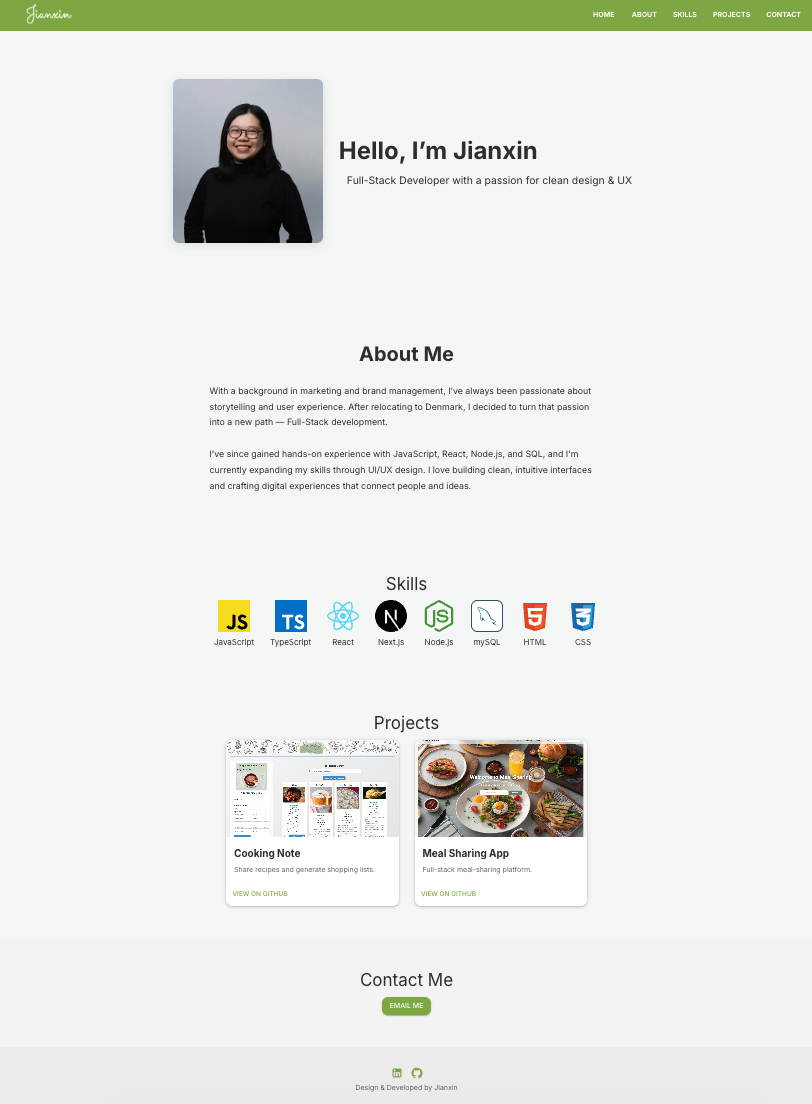 Jianxin
HOME ABOUT SKILLS PROJECTS CONTACT
Hello, I’m Jianxin
Full-Stack Developer with a passion for clean design & UX
About Me
With a background in marketing and brand management, I’ve always been passionate about
storytelling and user experience. After relocating to Denmark, I decided to turn that passion
into a new path — Full-Stack development.
I’ve since gained hands-on experience with JavaScript, React, Node.js, and SQL, and I’m
currently expanding my skills through UI/UX design. I love building clean, intuitive interfaces
and crafting digital experiences that connect people and ideas.
Skills
JS TS N JS 5 3
JavaScript TypeScript React Next.js Node.js mySQL HTML CSS
Projects
Welcome to Meal Sharing
Cooking Note Meal Sharing App
Share recipes and generate shopping lists. Full-stack meal-sharing platform.
VIEW ON GITHUB VIEW ON GITHUB
Contact Me
EMAIL ME
in
Design & Developed by Jianxin